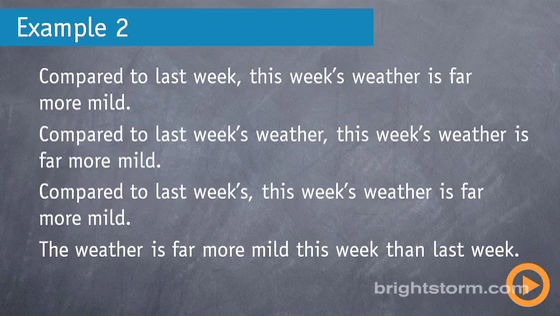 Example 2
Compared to last week, this week's weather is far
more mild.
Compared to last week's weather, this week's weather is
far more mild.
Compared to last week's, this week's weather is far
more mild.
The weather is far more mild this week than last week.
brightstorm.com